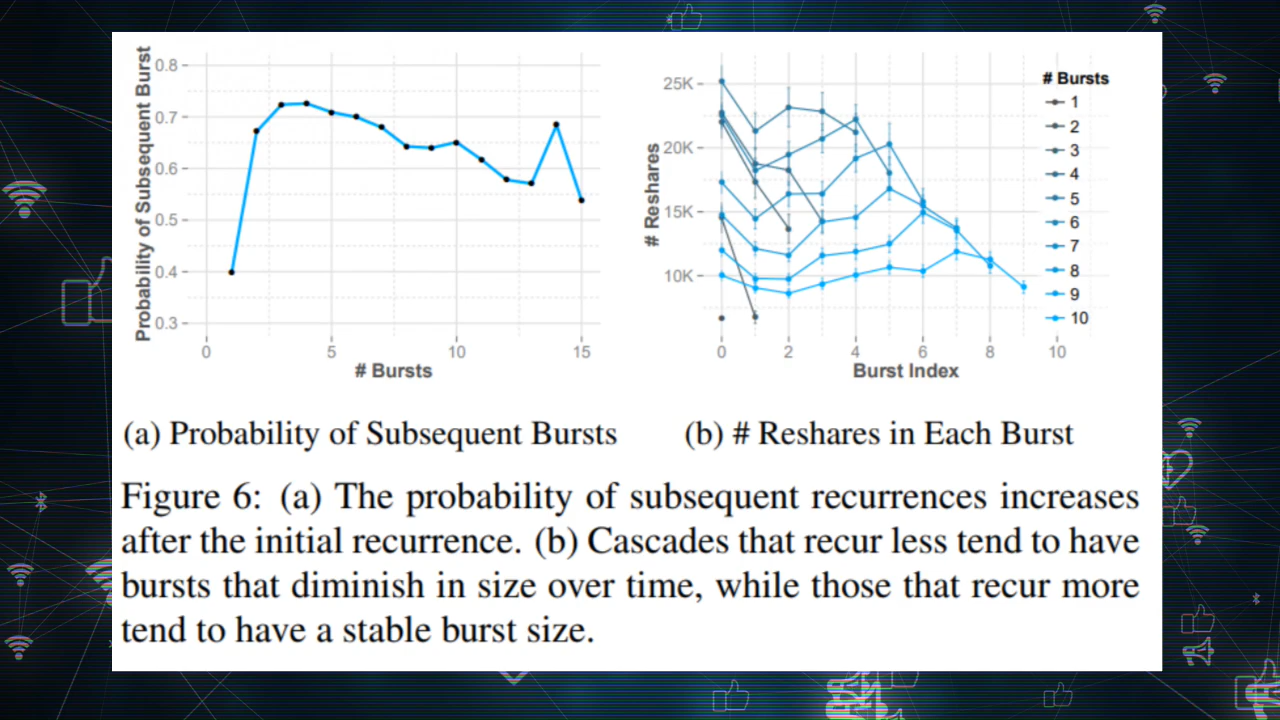 Probability of Subsequent Burst
0.8
0.7
0.6
0.5
0.4
0.3
0
5
10
15
# Bursts
# Reshares
25K
20K
15K
10K
0
2
4
6
8
10
Burst Index
# Bursts
1
2
3
4
5
6
7
8
9
10
(a) Probability of Subsequent Bursts
(b) # Reshares in Each Burst
Figure 6: (a) The probability of subsequent recurrences increases
after the initial recurrence. (b) Cascades that recur less tend to have
bursts that diminish in size over time, while those that recur more
tend to have a stable burst size.